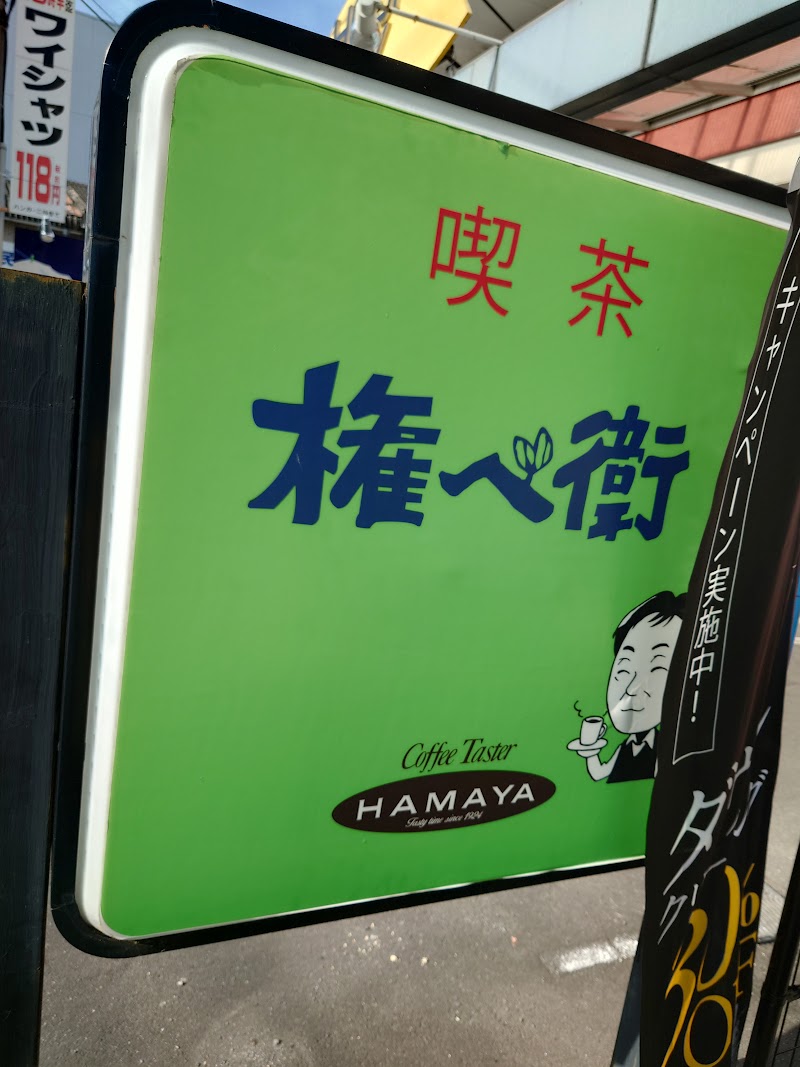 ワイシャツ
118円
喫茶
権べ衛
Coffee Taster
HAMAYA
Tasty time since 1924
キャンペーン実施中!